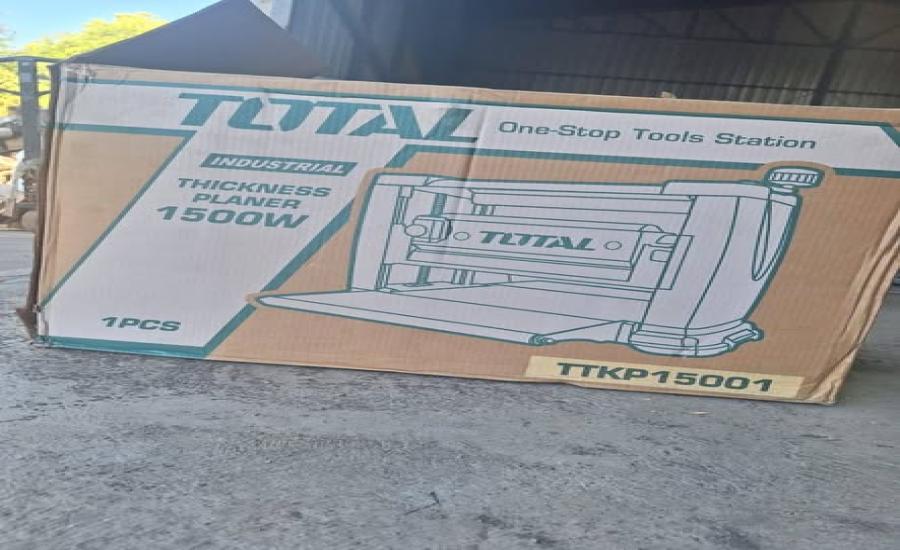 TOTAL One-Stop Tools Station
INDUSTRIAL
THICKNESS
PLANER
1500W
TOTAL
1PCS
TTKP15001